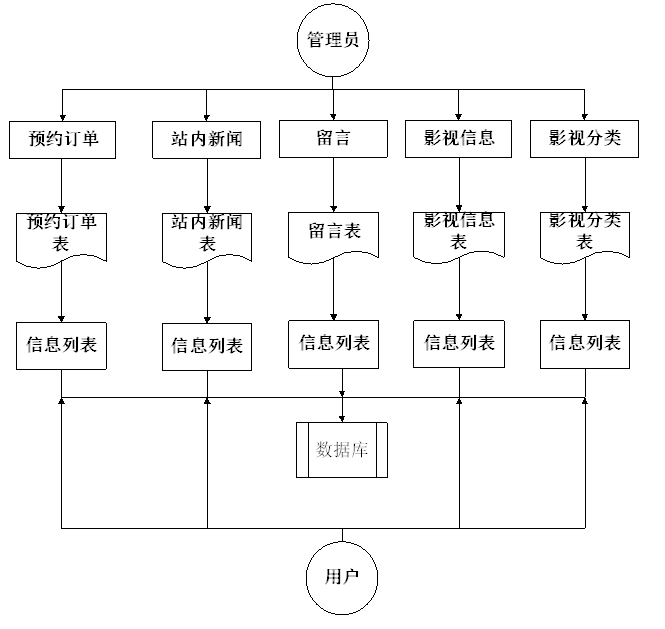 管理员
预约订单
站内新闻
留言
影视信息
影视分类
预约订单
表
站内新闻
表
留言表
影视信息
表
影视分类
表
信息列表
信息列表
信息列表
信息列表
信息列表
数据库
用户